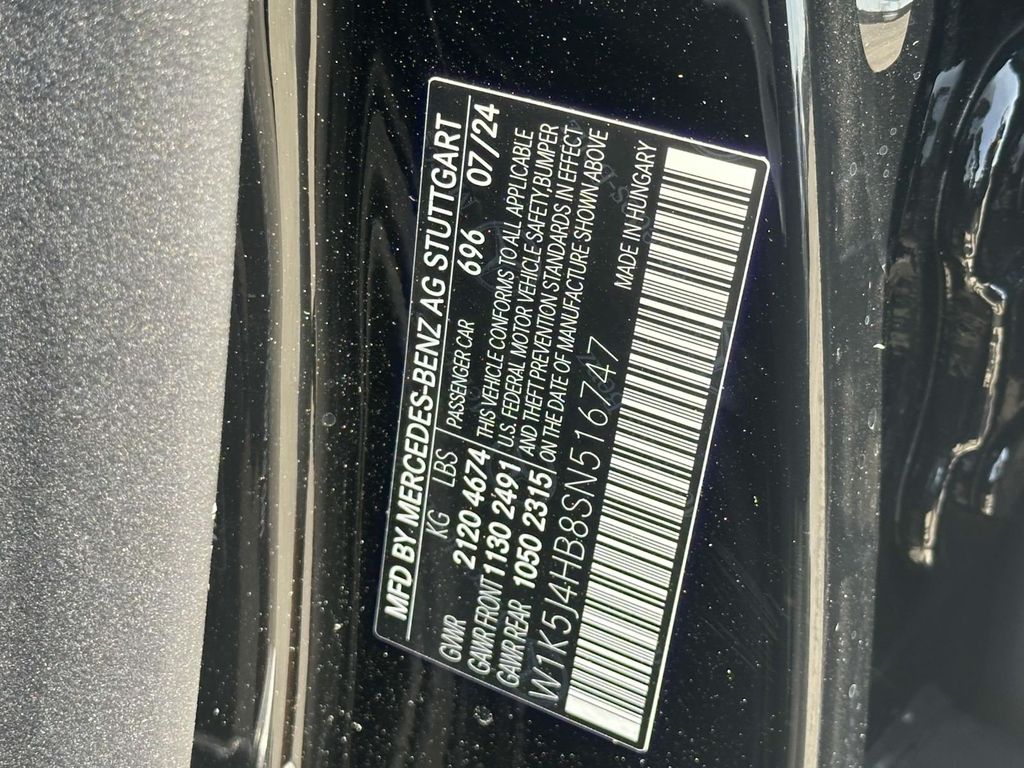 MFD BY MERCEDES-BENZ AG STUTTGART
KG LBS PASSENGER CAR 696 07/24
GVWR 2120 4674 THIS VEHICLE CONFORMS TO ALL APPLICABLE
GAWR FRONT 1130 2491 U.S. FEDERAL MOTOR VEHICLE SAFETY, BUMPER
GAWR REAR 1050 2315 AND THEFT PREVENTION STANDARDS IN EFFECT
ON THE DATE OF MANUFACTURE SHOWN ABOVE
W1K5J4HB8SN516747 MADE IN HUNGARY